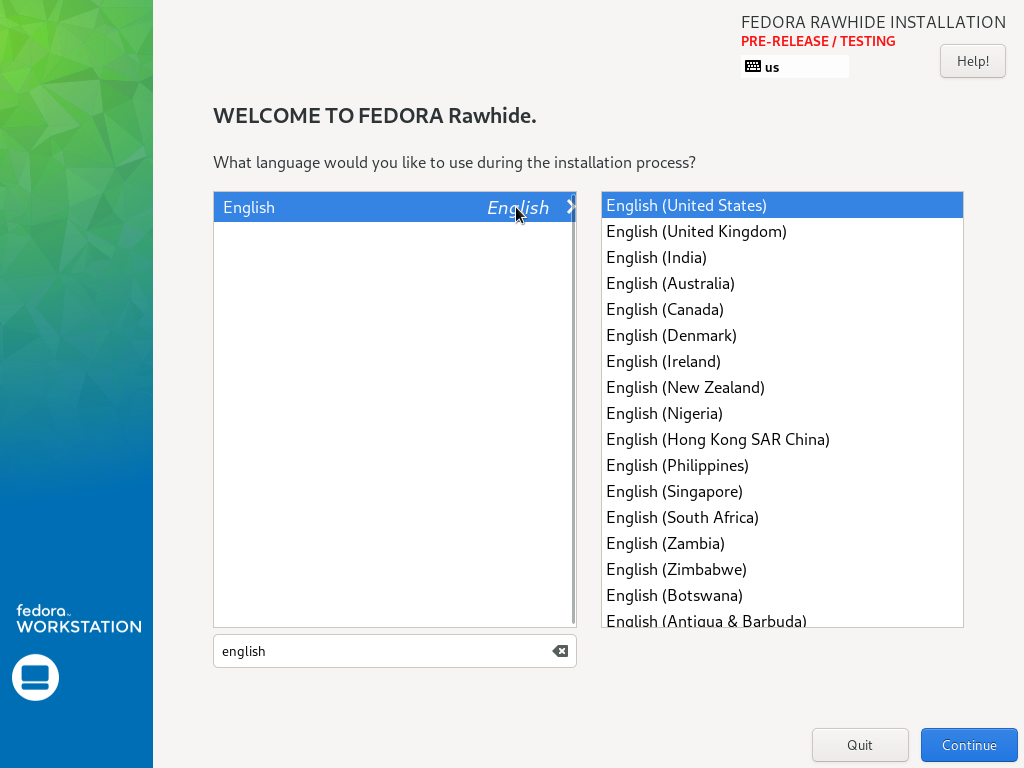 FEDORA RAWHIDE INSTALLATION
PRE-RELEASE / TESTING
us
Help!
WELCOME TO FEDORA Rawhide.
What language would you like to use during the installation process?
English English
English (United States)
English (United Kingdom)
English (India)
English (Australia)
English (Canada)
English (Denmark)
English (Ireland)
English (New Zealand)
English (Nigeria)
English (Hong Kong SAR China)
English (Philippines)
English (Singapore)
English (South Africa)
English (Zambia)
English (Zimbabwe)
English (Botswana)
English (Antigua & Barbuda)
english
fedora™
WORKSTATION
Quit
Continue